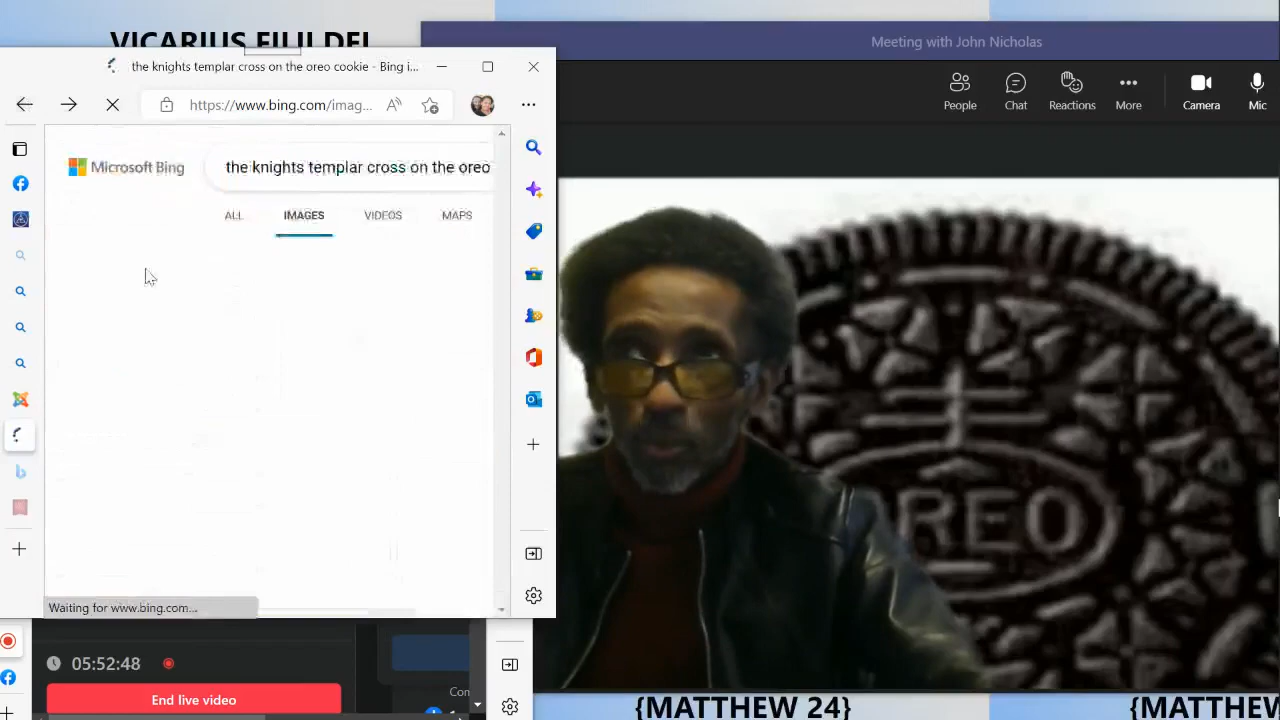 VICARIUS FILII DEI
Meeting with John Nicholas
the knights templar cross on the oreo cookie - Bing i...
https://www.bing.com/imag...
People
Chat
Reactions
More
Camera
Mic
Microsoft Bing
the knights templar cross on the oreo
ALL
IMAGES
VIDEOS
MAPS
OREO
Waiting for www.bing.com...
05:52:48
End live video
Con
{MATTHEW 24}
{MATTHEW